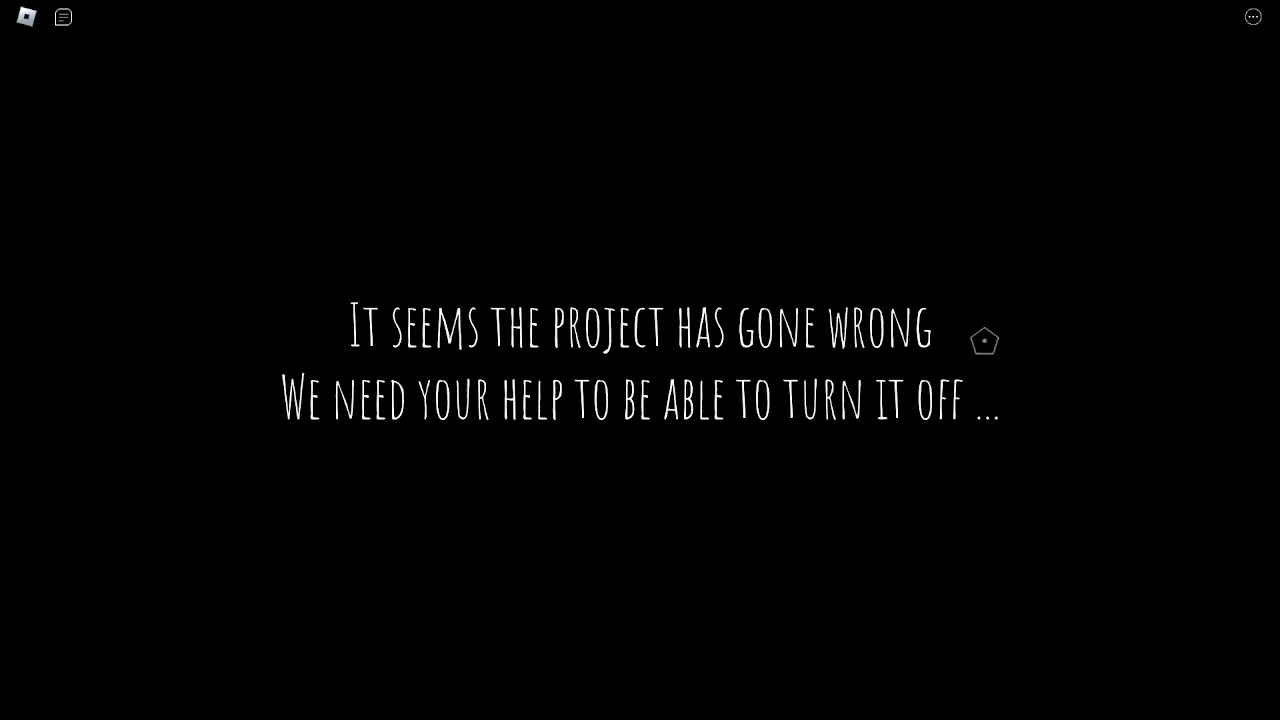 It seems the project has gone wrong
We need your help to be able to turn it off ...